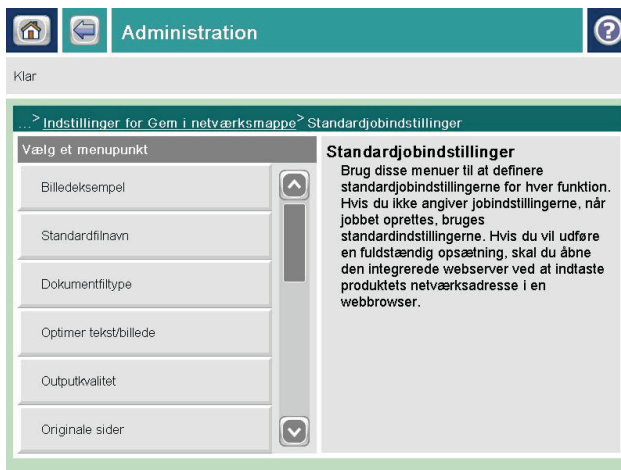 Administration
?
Klar
...> Indstillinger for Gem i netværksmappe> Standardjobindstillinger
Vælg et menupunkt
Billedeksempel
Standardfilnavn
Dokumentfiltype
Optimer tekst/billede
Outputkvalitet
Originale sider
Standardjobindstillinger
Brug disse menuer til at definere
standardjobindstillingerne for hver funktion.
Hvis du ikke angiver jobindstillingerne, når
jobbet oprettes, bruges
standardindstillingerne. Hvis du vil udføre
en fuldstændig opsætning, skal du åbne
den integrerede webserver ved at indtaste
produktets netværksadresse i en
webbrowser.